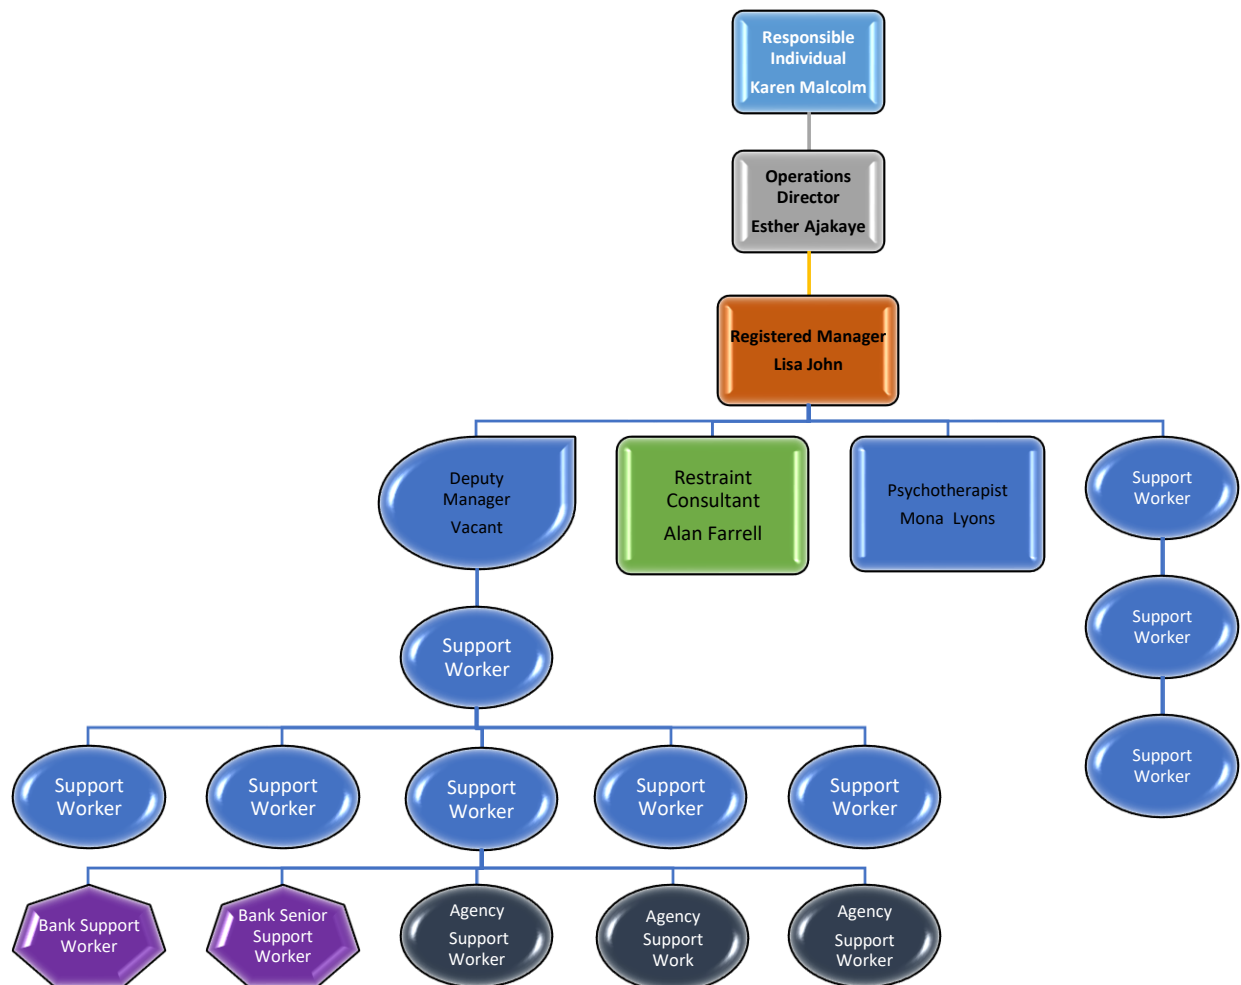 Responsible
Individual
Karen Malcolm
Operations
Director
Esther Ajakaye
Registered Manager
Lisa John
Deputy
Manager
Vacant
Restraint
Consultant
Alan Farrell
Psychotherapist
Mona Lyons
Support
Worker
Support
Worker
Support
Worker
Support
Worker
Support
Worker
Support
Worker
Support
Worker
Support
Worker
Support
Worker
Bank Support
Worker
Bank Senior
Support
Worker
Agency
Support
Worker
Agency
Support
Work
Agency
Support
Worker